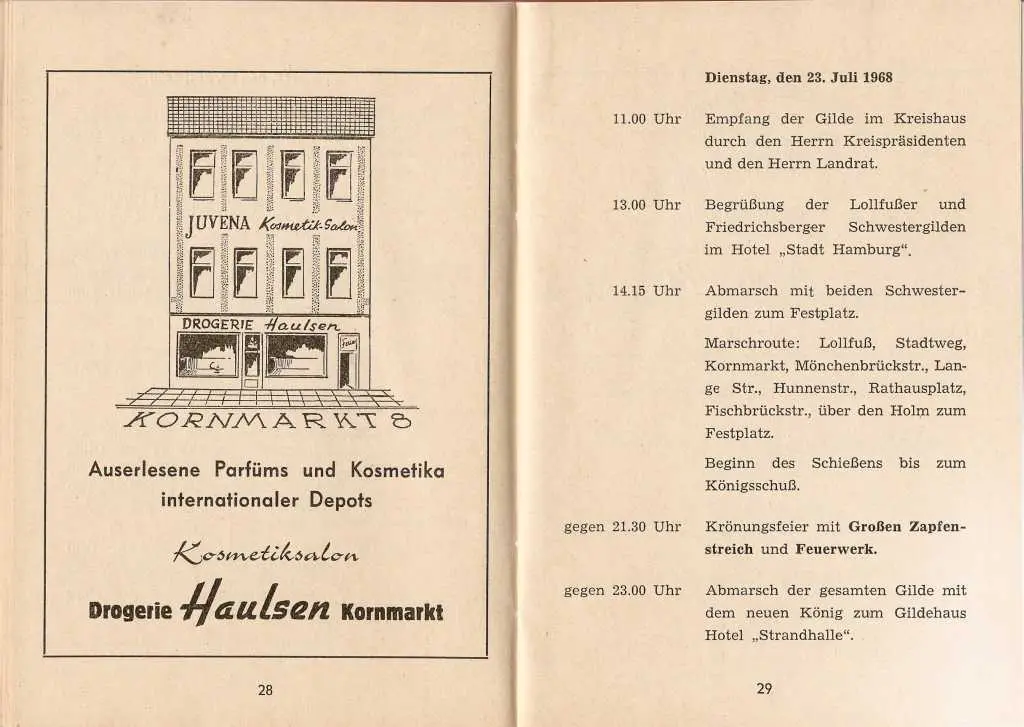 JUVENA Kosmetik-Salon
DROGERIE Haulsen
KORNMARKT 8
Auserlesene Parfüms und Kosmetika
internationaler Depots
Kosmetiksalon
Drogerie Haulsen Kornmarkt
28
Dienstag, den 23. Juli 1968
11.00 Uhr Empfang der Gilde im Kreishaus
durch den Herrn Kreispräsidenten
und den Herrn Landrat.
13.00 Uhr Begrüßung der Lollfußer und
Friedrichsberger Schwestergilden
im Hotel „Stadt Hamburg“.
14.15 Uhr Abmarsch mit beiden Schwester-
gilden zum Festplatz.
Marschroute: Lollfuß, Stadtweg,
Kornmarkt, Mönchenbrückstr., Lan-
ge Str., Hunnenstr., Rathausplatz,
Fischbrückstr., über den Holm zum
Festplatz.
Beginn des Schießens bis zum
Königsschuß.
gegen 21.30 Uhr Krönungsfeier mit Großen Zapfen-
streich und Feuerwerk.
gegen 23.00 Uhr Abmarsch der gesamten Gilde mit
dem neuen König zum Gildehaus
Hotel „Strandhalle“.
29